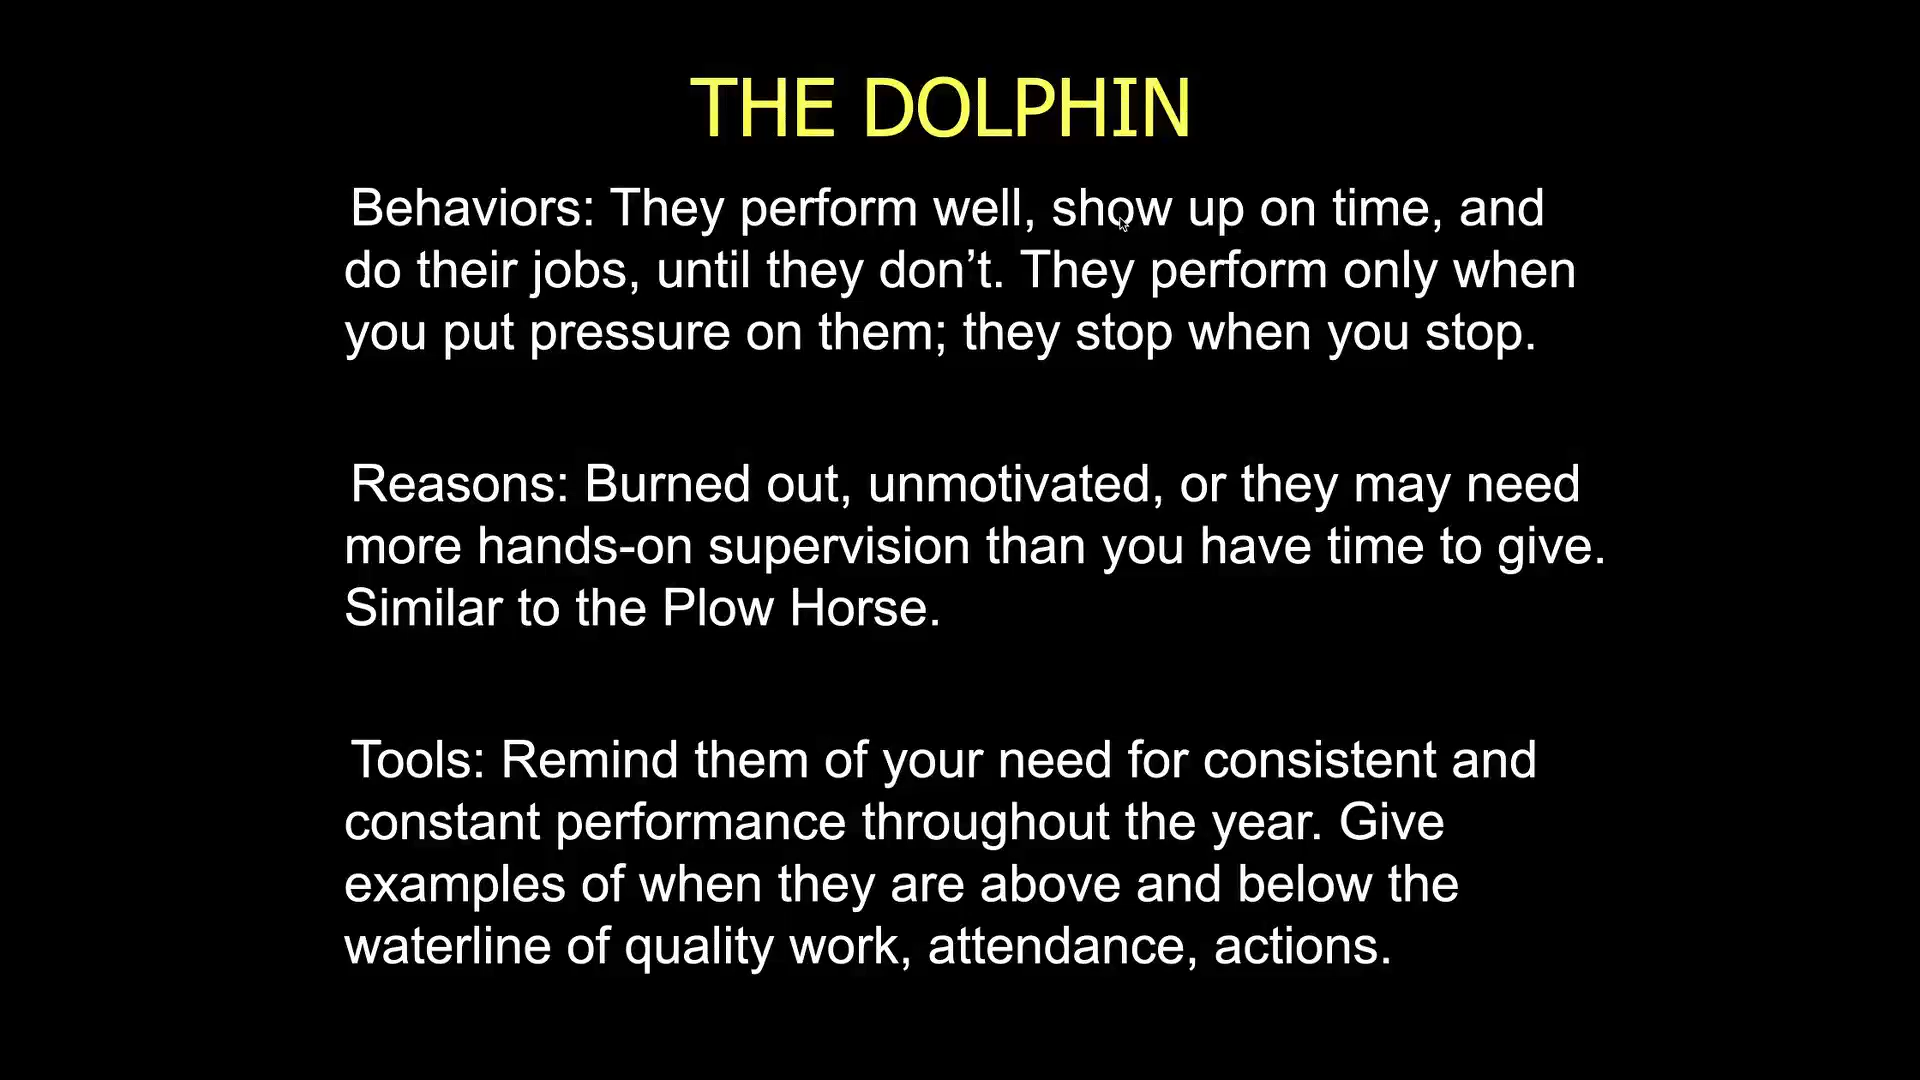 THE DOLPHIN
Behaviors: They perform well, show up on time, and
do their jobs, until they don’t. They perform only when
you put pressure on them; they stop when you stop.
Reasons: Burned out, unmotivated, or they may need
more hands-on supervision than you have time to give.
Similar to the Plow Horse.
Tools: Remind them of your need for consistent and
constant performance throughout the year. Give
examples of when they are above and below the
waterline of quality work, attendance, actions.